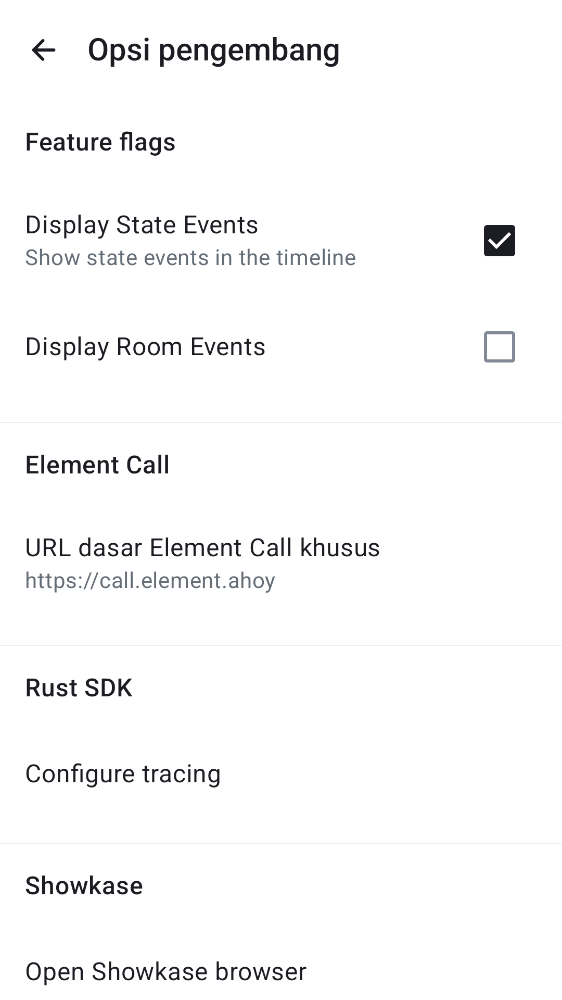 Opsi pengembang
Feature flags
Display State Events
Show state events in the timeline
Display Room Events
Element Call
URL dasar Element Call khusus
https://call.element.ahoy
Rust SDK
Configure tracing
Showkase
Open Showkase browser